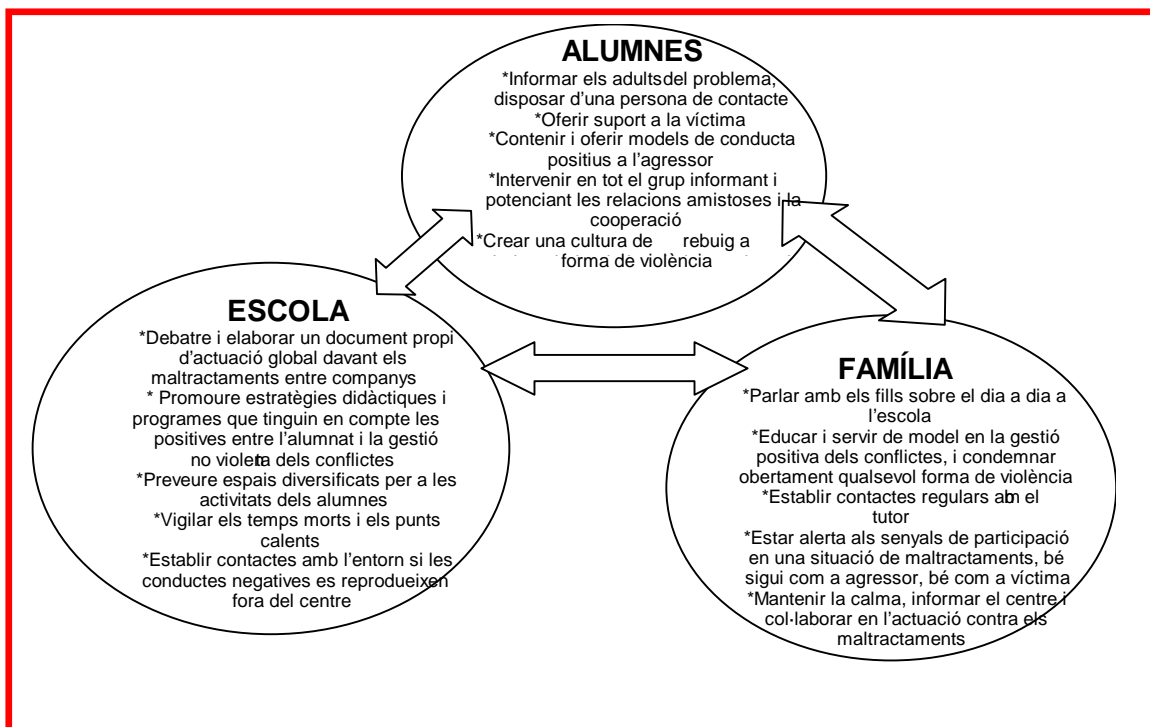 ALUMNES
*Informar els adultsdel problema,
disposar d'una persona de contacte
*Oferir suport a la víctima
*Contenir i oferir models de conducta
positius a l'agressor
*Intervenir en tot el grup informant i
potenciant les relacions amistoses i la
cooperació
*Crear una cultura de rebuig a
forma de violència
ESCOLA
*Debatre i elaborar un document propi
d'actuació global davant els
maltractaments entre companys
* Promoure estratègies didàctiques i
programes que tinguin en compte les
positives entre l'alumnat i la gestió
no violenta dels conflictes
*Preveure espais diversificats per a les
activitats dels alumnes
*Vigilar els temps morts i els punts
calents
*Establir contactes amb l'entorn si les
conductes negatives es reprodueixen
fora del centre
FAMÍLIA
*Parlar amb els fills sobre el dia a dia a
l'escola
*Educar i servir de model en la gestió
positiva dels conflictes, i condemnar
obertament qualsevol forma de violència
*Establir contactes regulars amb el
tutor
*Estar alerta als senyals de participació
en una situació de maltractaments, bé
sigui com a agressor, bé com a víctima
*Mantenir la calma, informar el centre i
col·laborar en l'actuació contra els
maltractaments